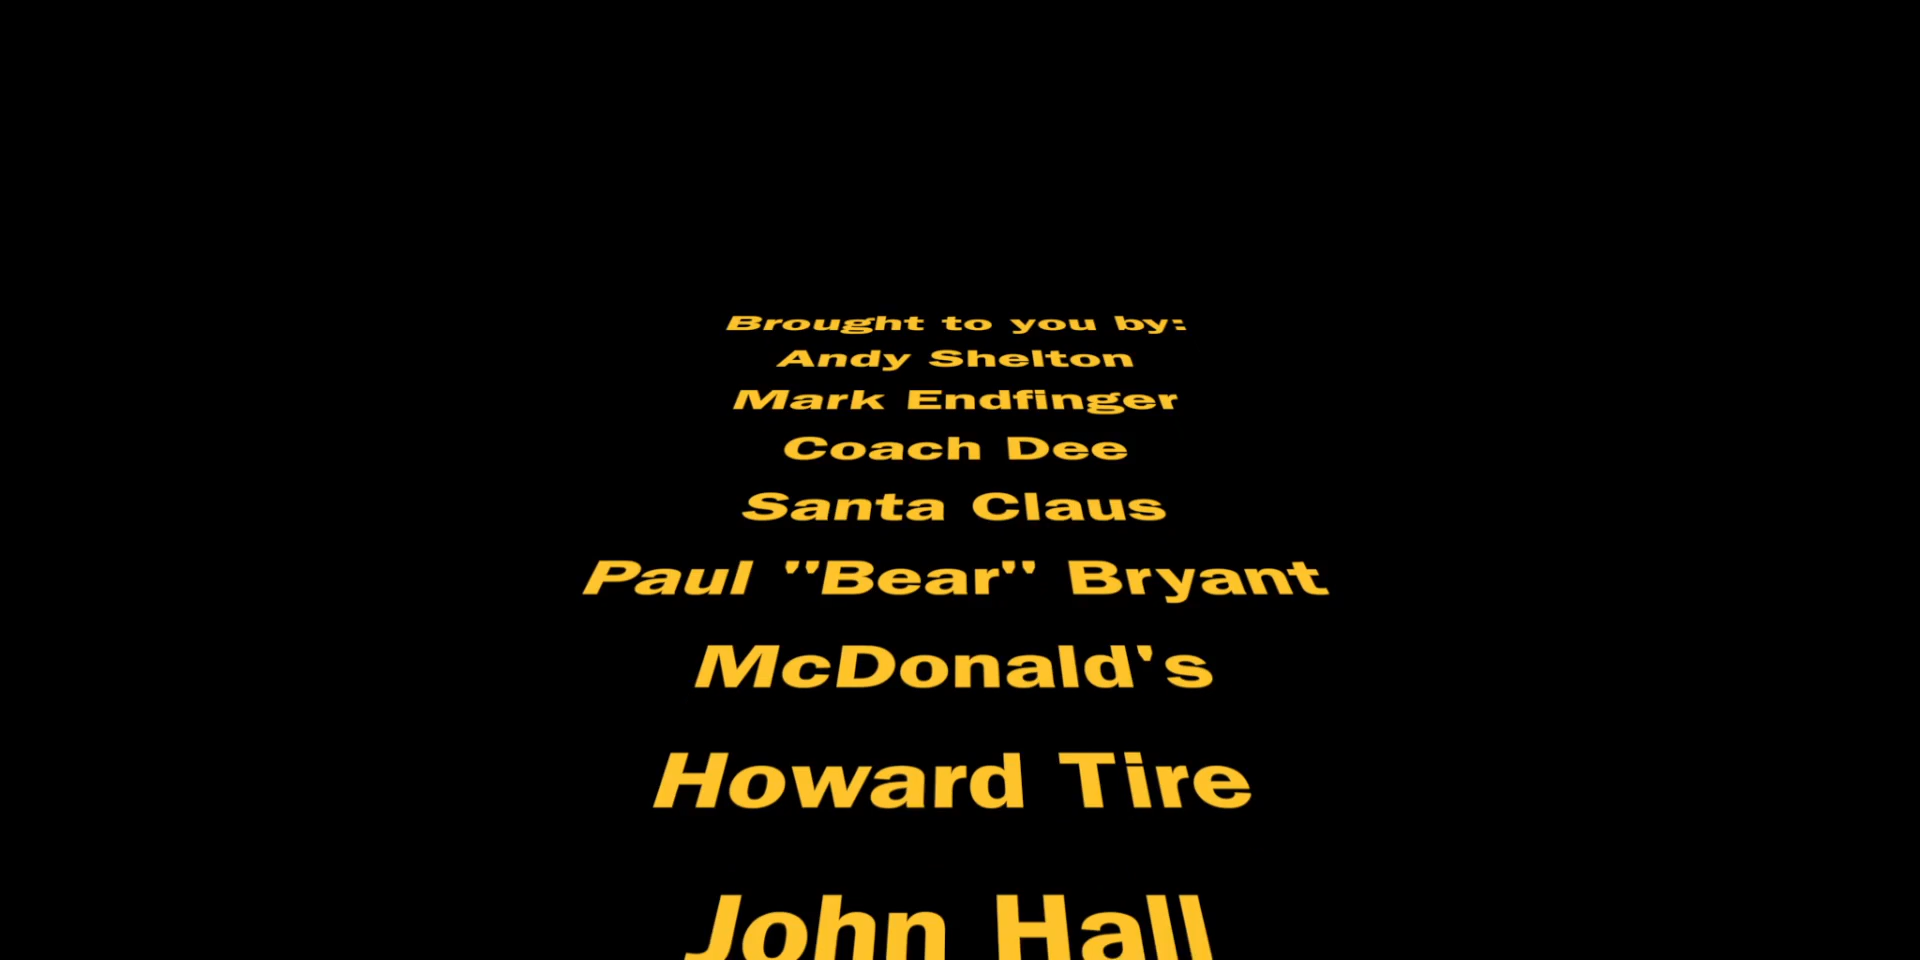 Brought to you by:
Andy Shelton
Mark Endfinger
Coach Dee
Santa Claus
Paul "Bear" Bryant
McDonald's
Howard Tire
John Hall